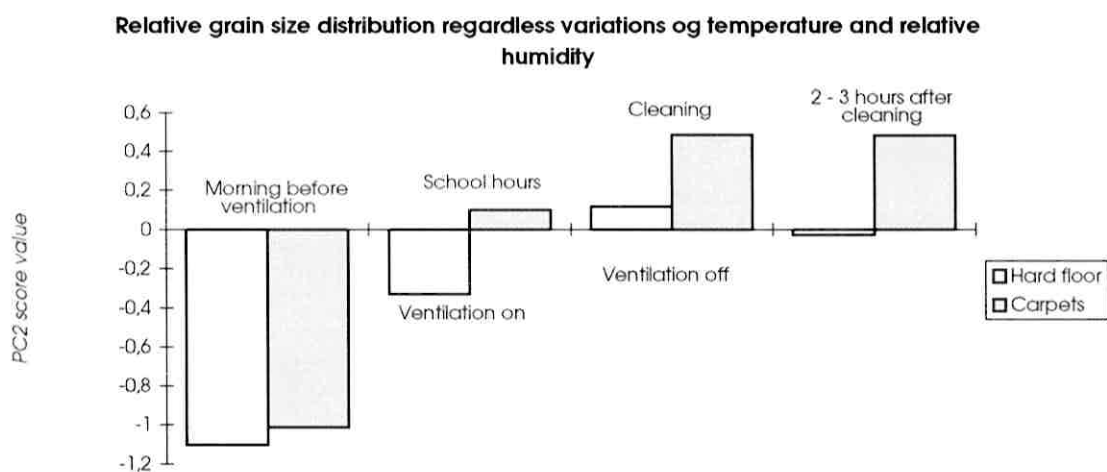 Relative grain size distribution regardless variations og temperature and relative
humidity
PC2 score value
0,6
0,4
0,2
0
-0,2
-0,4
-0,6
-0,8
-1
-1,2
Morning before
ventilation
School hours
Ventilation on
Cleaning
Ventilation off
2 - 3 hours after
cleaning
Hard floor
Carpets